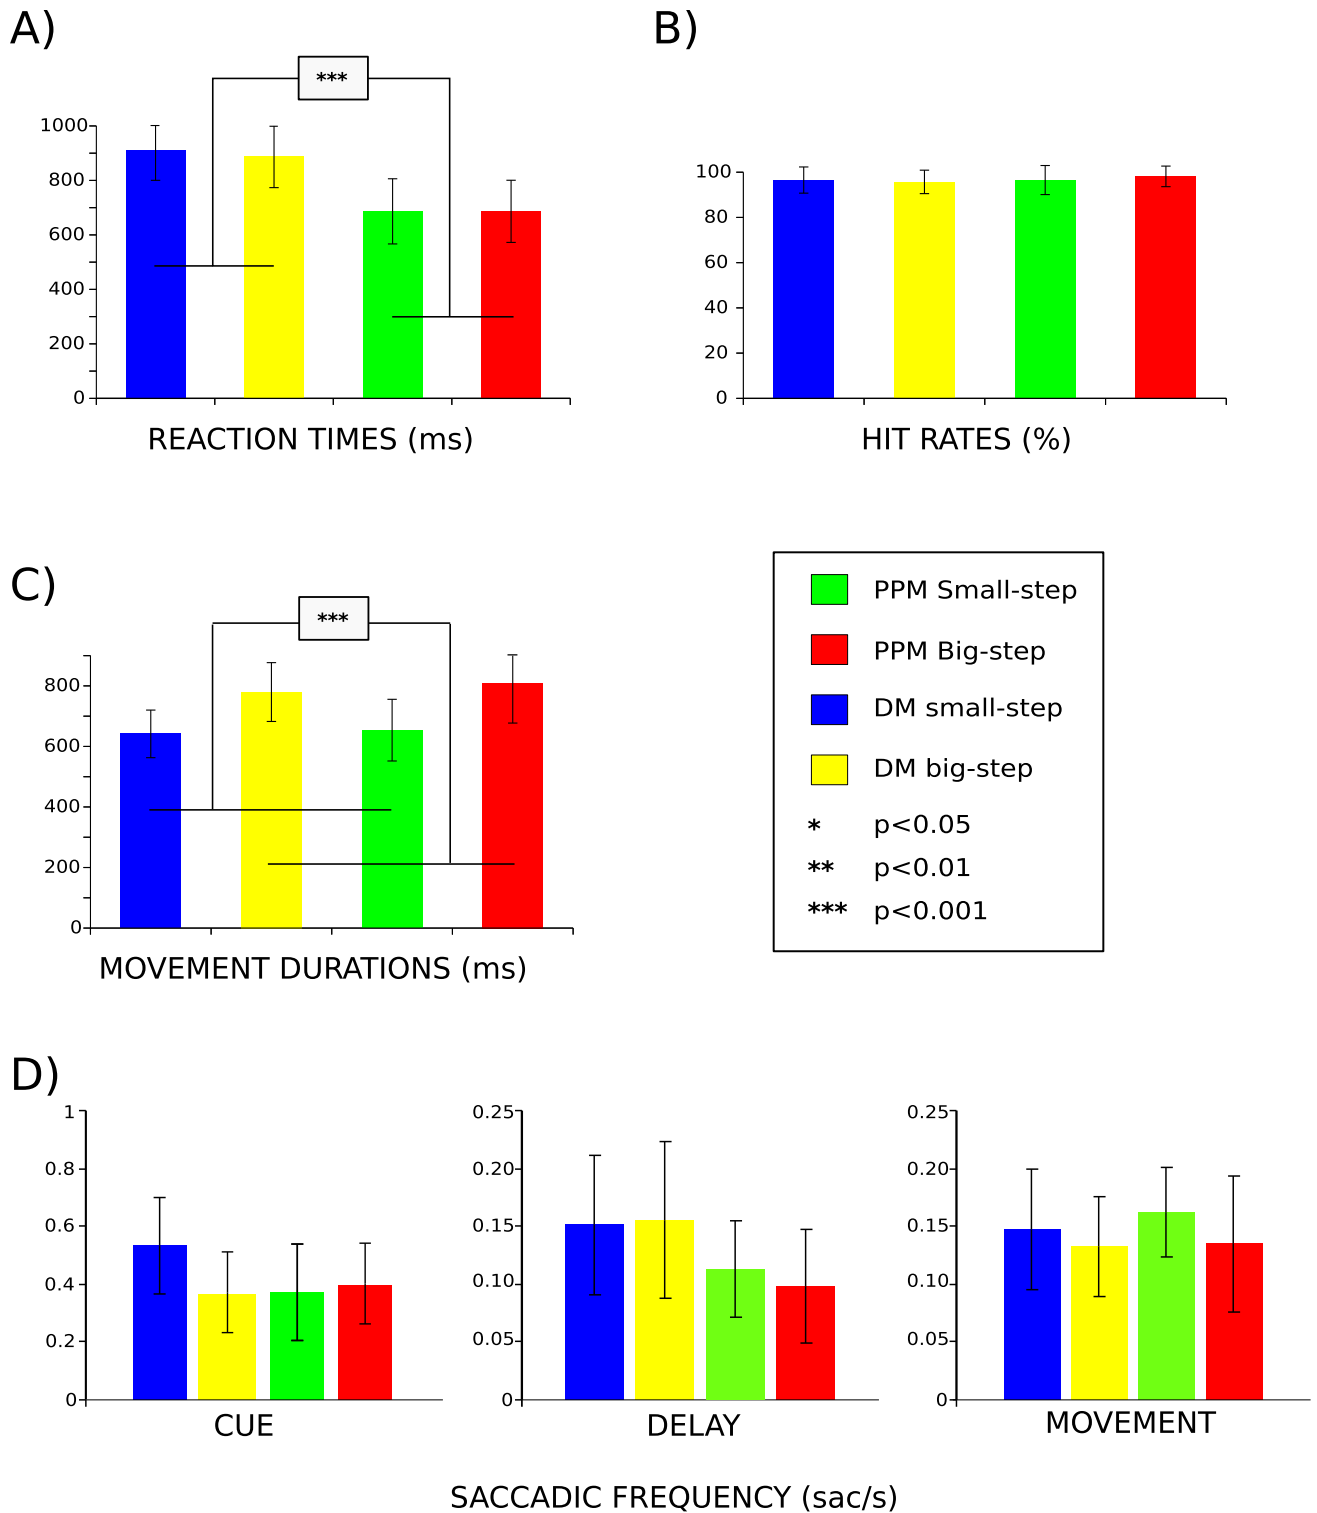 A)
***
1000
800
600
400
200
0
REACTION TIMES (ms)
B)
100
80
60
40
20
0
HIT RATES (%)
C)
***
800
600
400
200
0
MOVEMENT DURATIONS (ms)
PPM Small-step
PPM Big-step
DM small-step
DM big-step
* p<0.05
** p<0.01
*** p<0.001
D)
1
0.8
0.6
0.4
0.2
0
CUE
0.25
0.20
0.15
0.10
0.05
0
DELAY
0.25
0.20
0.15
0.10
0.05
0
MOVEMENT
SACCADIC FREQUENCY (sac/s)